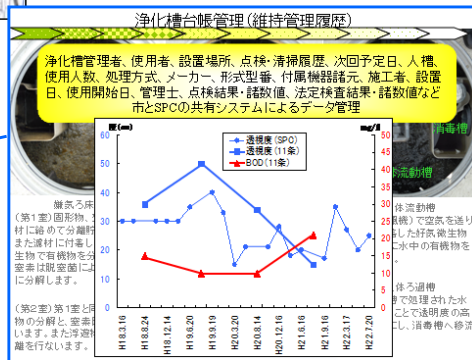 浄化槽台帳管理(維持管理履歴)
浄化槽管理者、使用者、設置場所、点検・清掃履歴、次回予定日、人槽、
使用人数、処理方式、メーカー、形式型番、付属機器諸元、施工者、設置
日、使用開始日、管理士、点検結果・諸数値、法定検査結果・諸数値など
市とSPCの共有システムによるデータ管理
消毒槽
流動槽
度(cm)
mg/l
透視度(SPC)
透視度(11条)
BOD(11条)
60
50
40
30
20
10
0
50
45
40
35
30
25
20
15
10
5
0
H18.3.16
H18.8.24
H18.12.14
H19.6.20
H19.9.19
H20.3.20
H20.8.14
H20.12.16
H21.6.16
H21.9.16
H22.3.17
H22.7.20
嫌気ろ床
(第1室)固形物、
材に絡めて分離貯
また濾材に付着し
生物で有機物を分
窒素は脱窒菌によ
に分解します。
(第2室)第1室と同
物の分解と、窒素
います。また浮遊
離を行ないます。
体流動槽
機)で空気を送り
した好気微生物
水中の有機物を
体ろ過槽
で処理された水
ことで透明度の高
にし、消毒槽へ移流